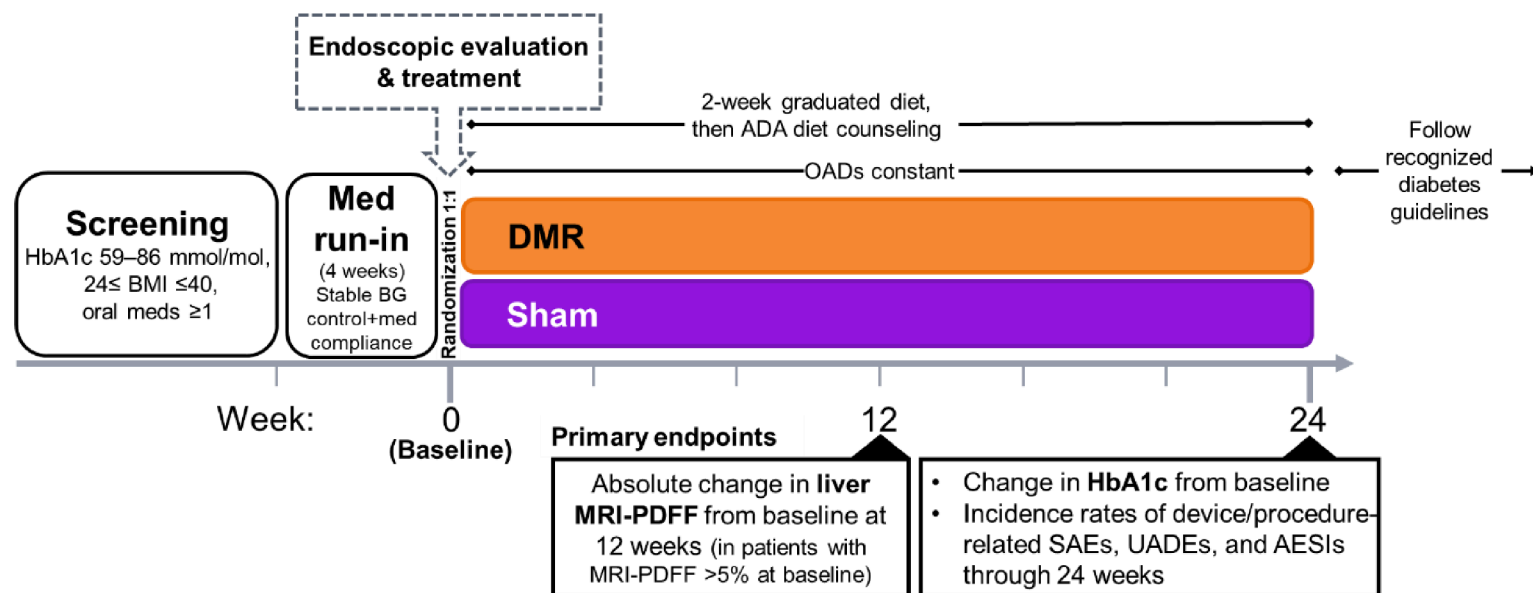 Endoscopic evaluation
& treatment
2-week graduated diet,
then ADA diet counseling
OADs constant
Follow
recognized
diabetes
guidelines
Screening
HbA1c 59–86 mmol/mol,
24≤ BMI ≤40,
oral meds ≥1
Med
run-in
(4 weeks)
Stable BG
control+med
compliance
Randomization 1:1
DMR
Sham
Week:
0
(Baseline)
12
24
Primary endpoints
Absolute change in liver
MRI-PDFF from baseline at
12 weeks (in patients with
MRI-PDFF >5% at baseline)
• Change in HbA1c from baseline
• Incidence rates of device/procedure-
related SAEs, UADEs, and AESIs
through 24 weeks